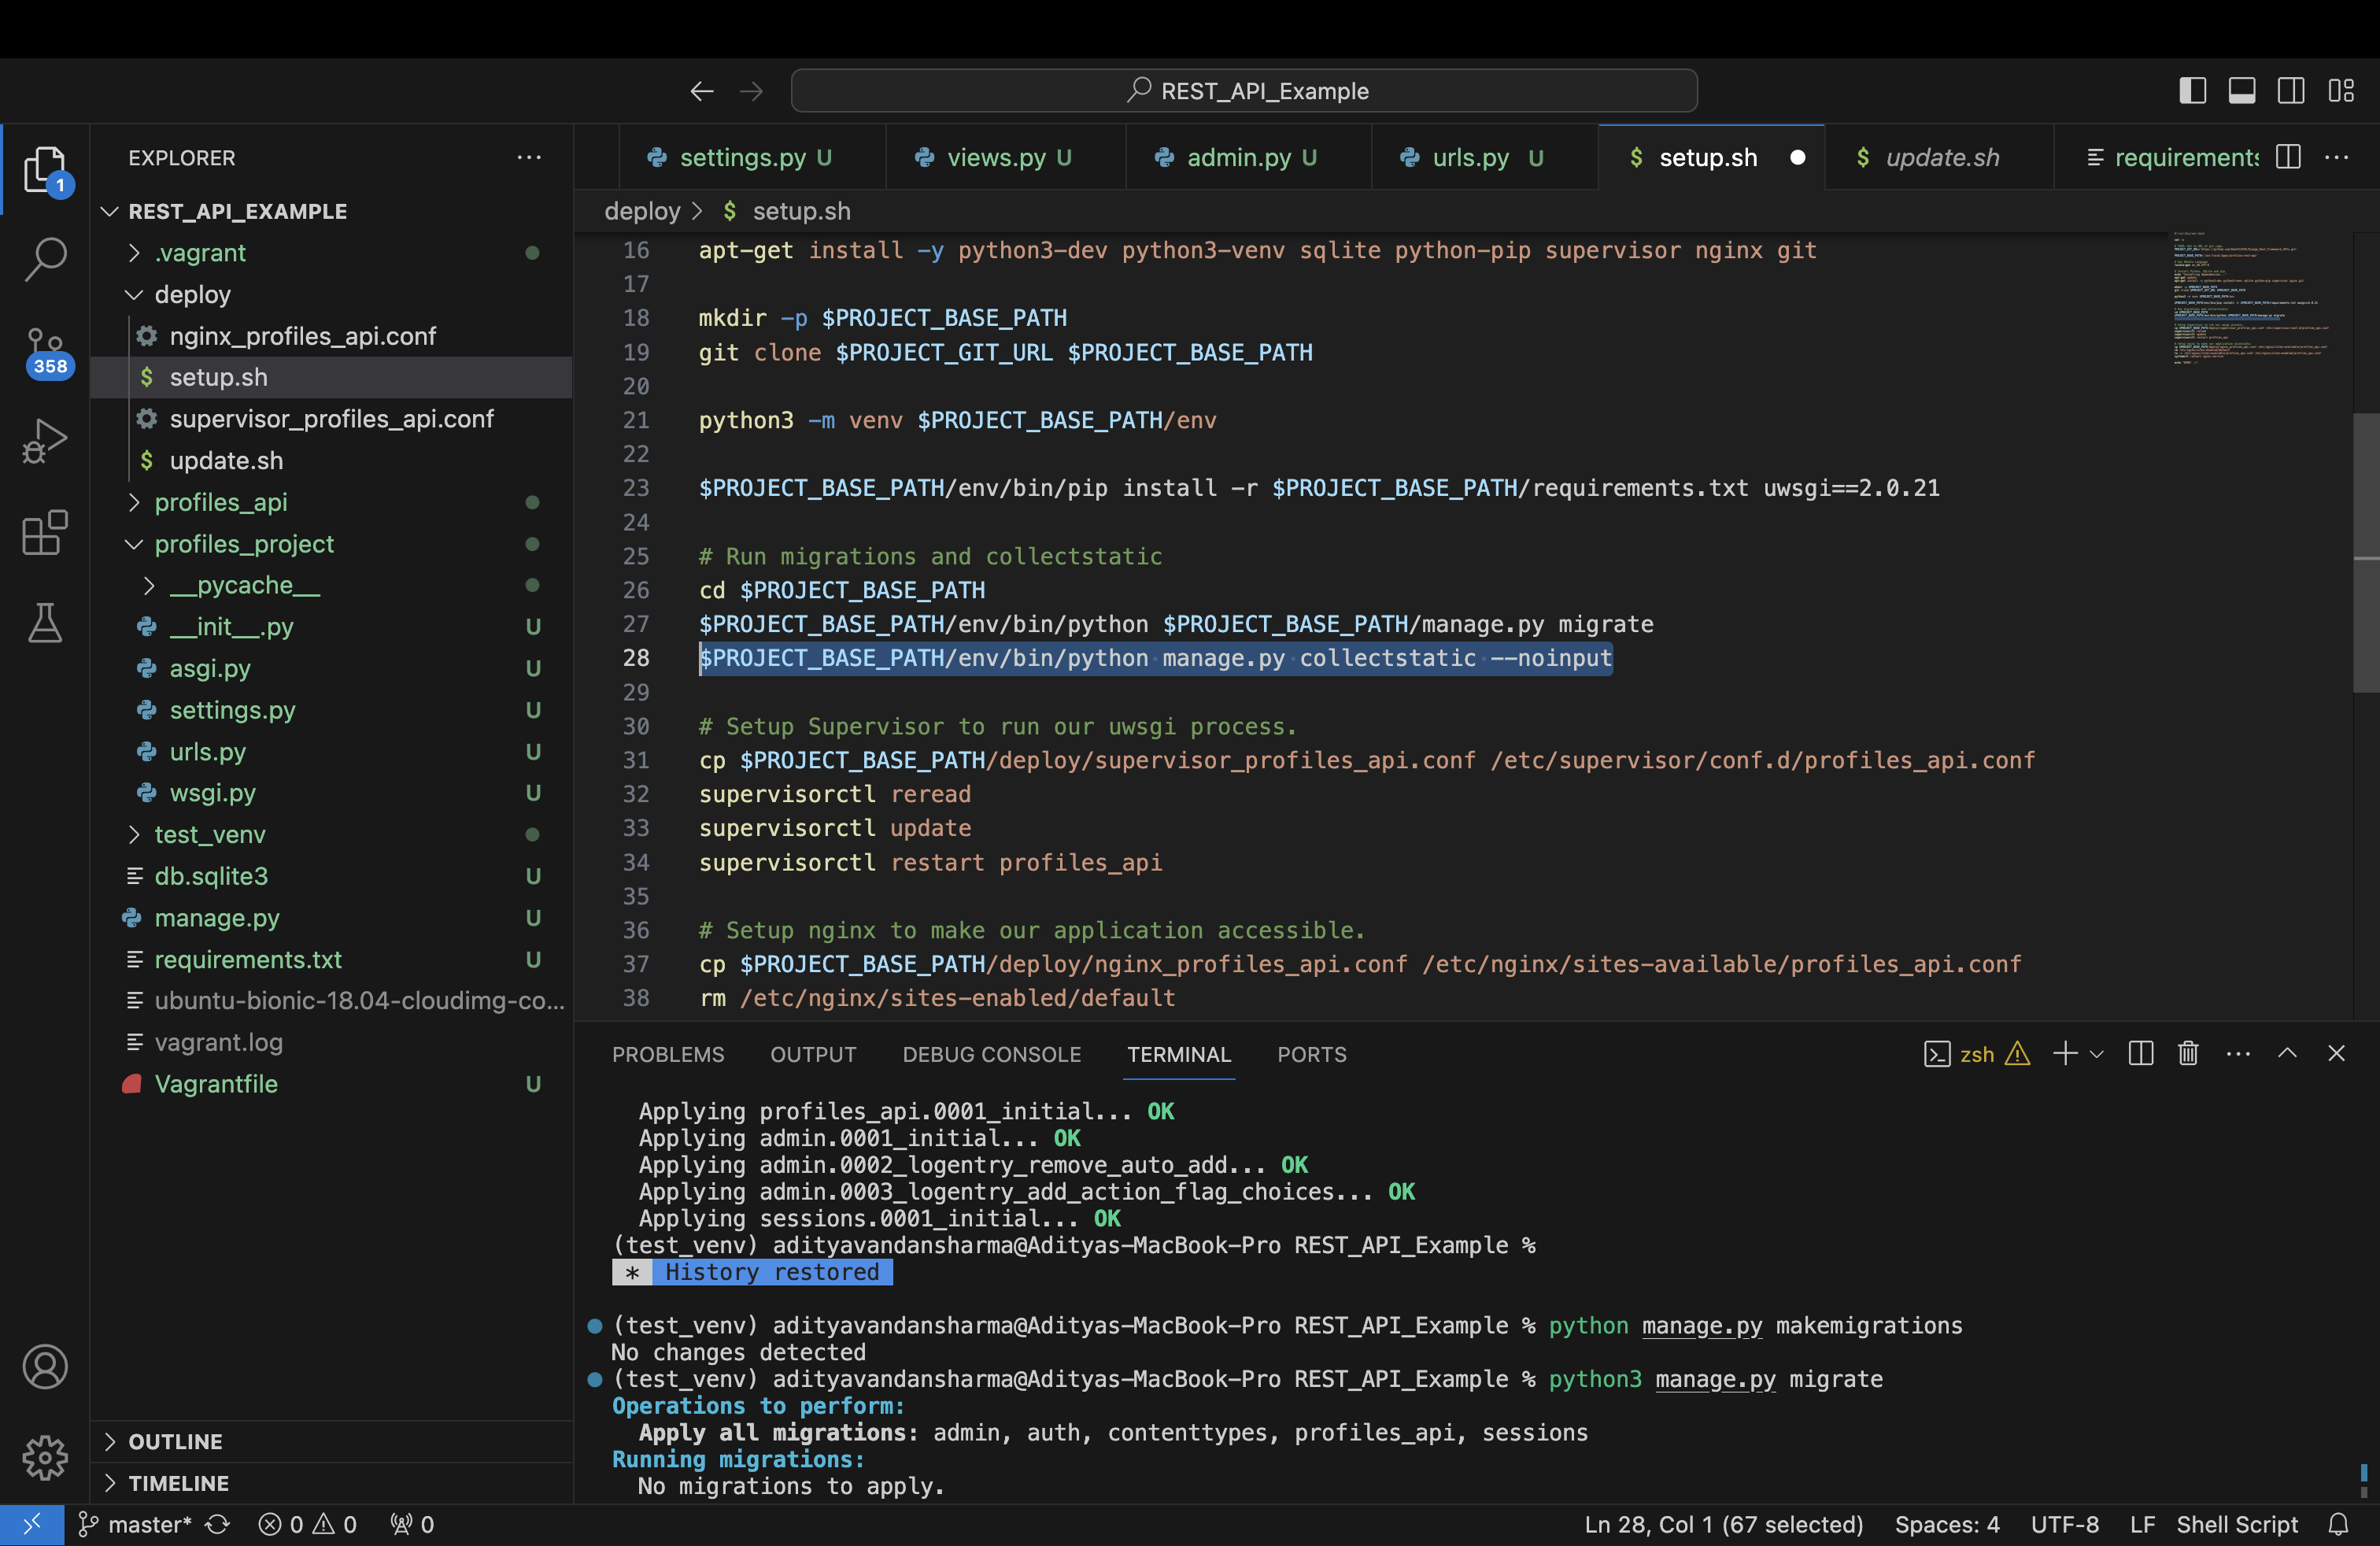 REST_API_Example
EXPLORER
settings.py U
views.py U
admin.py U
urls.py U
$ setup.sh
$ update.sh
requirements
1
358
REST_API_EXAMPLE
.vagrant
deploy
nginx_profiles_api.conf
$ setup.sh
supervisor_profiles_api.conf
$ update.sh
profiles_api
profiles_project
__pycache__
__init__.py U
asgi.py U
settings.py U
urls.py U
wsgi.py U
test_venv
db.sqlite3 U
manage.py U
requirements.txt U
ubuntu-bionic-18.04-cloudimg-co...
vagrant.log
Vagrantfile U
OUTLINE
TIMELINE
deploy > $ setup.sh
16 apt-get install -y python3-dev python3-venv sqlite python-pip supervisor nginx git
17
18 mkdir -p $PROJECT_BASE_PATH
19 git clone $PROJECT_GIT_URL $PROJECT_BASE_PATH
20
21 python3 -m venv $PROJECT_BASE_PATH/env
22
23 $PROJECT_BASE_PATH/env/bin/pip install -r $PROJECT_BASE_PATH/requirements.txt uwsgi==2.0.21
24
25 # Run migrations and collectstatic
26 cd $PROJECT_BASE_PATH
27 $PROJECT_BASE_PATH/env/bin/python $PROJECT_BASE_PATH/manage.py migrate
28 $PROJECT_BASE_PATH/env/bin/python manage.py collectstatic --noinput
29
30 # Setup Supervisor to run our uwsgi process.
31 cp $PROJECT_BASE_PATH/deploy/supervisor_profiles_api.conf /etc/supervisor/conf.d/profiles_api.conf
32 supervisorctl reread
33 supervisorctl update
34 supervisorctl restart profiles_api
35
36 # Setup nginx to make our application accessible.
37 cp $PROJECT_BASE_PATH/deploy/nginx_profiles_api.conf /etc/nginx/sites-available/profiles_api.conf
38 rm /etc/nginx/sites-enabled/default
PROBLEMS OUTPUT DEBUG CONSOLE TERMINAL PORTS
zsh
Applying profiles_api.0001_initial... OK
Applying admin.0001_initial... OK
Applying admin.0002_logentry_remove_auto_add... OK
Applying admin.0003_logentry_add_action_flag_choices... OK
Applying sessions.0001_initial... OK
(test_venv) adityavandansharma@Adityas-MacBook-Pro REST_API_Example %
* History restored
(test_venv) adityavandansharma@Adityas-MacBook-Pro REST_API_Example % python manage.py makemigrations
No changes detected
(test_venv) adityavandansharma@Adityas-MacBook-Pro REST_API_Example % python3 manage.py migrate
Operations to perform:
Apply all migrations: admin, auth, contenttypes, profiles_api, sessions
Running migrations:
No migrations to apply.
master* 0 0 0
Ln 28, Col 1 (67 selected) Spaces: 4 UTF-8 LF Shell Script